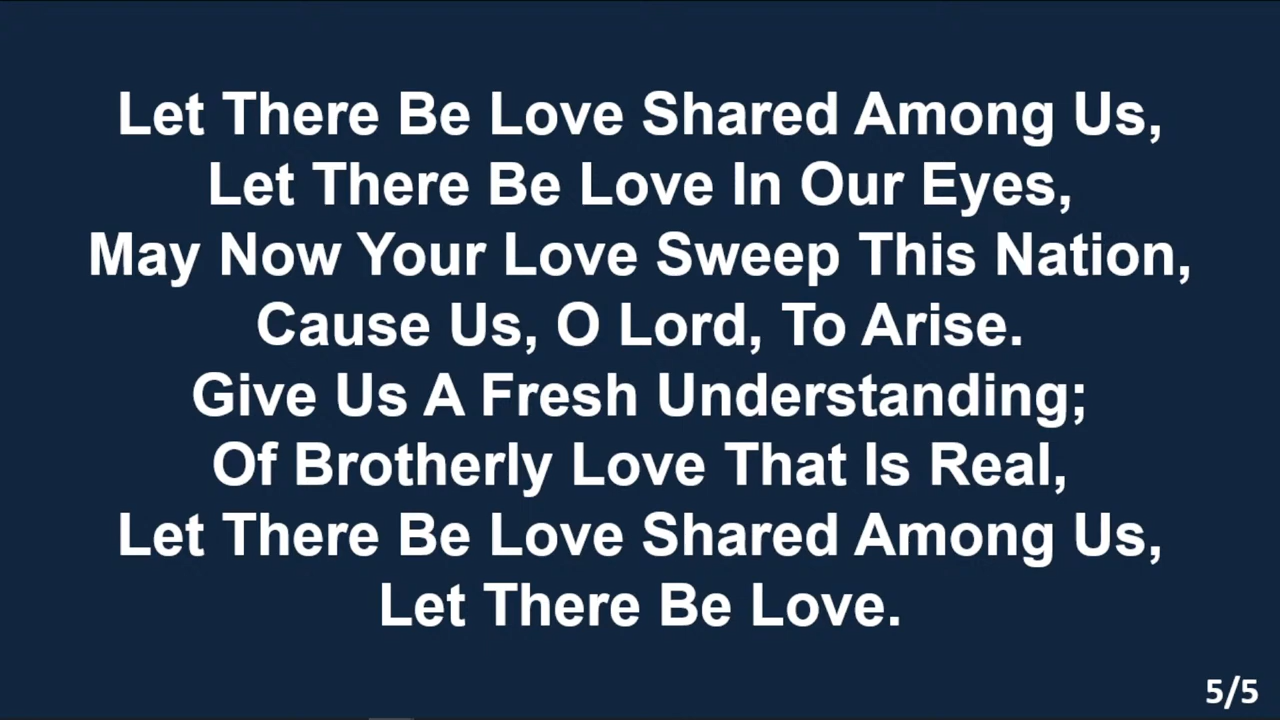 Let There Be Love Shared Among Us,
Let There Be Love In Our Eyes,
May Now Your Love Sweep This Nation,
Cause Us, O Lord, To Arise.
Give Us A Fresh Understanding;
Of Brotherly Love That Is Real,
Let There Be Love Shared Among Us,
Let There Be Love.
5/5